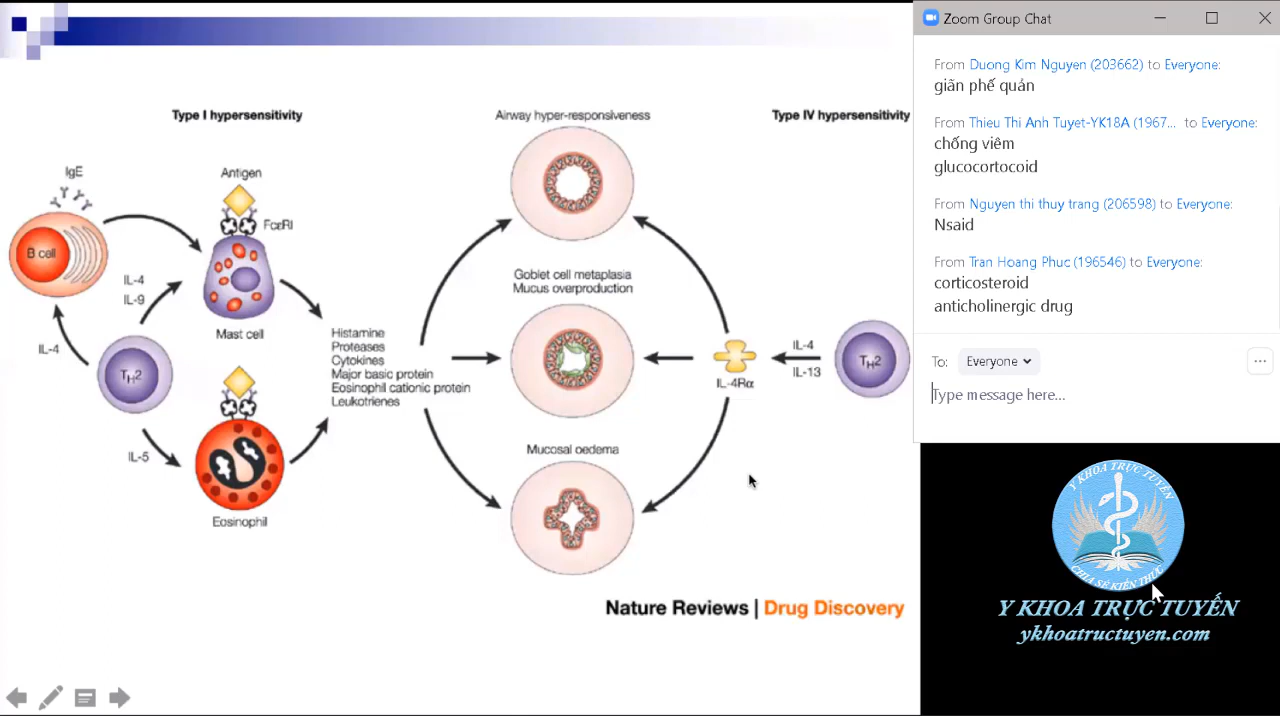 Type I hypersensitivity
Airway hyper-responsiveness
Type IV hypersensitivity
IgE
Antigen
FcεRI
B cell
IL-4
IL-9
Mast cell
IL-4
TH2
IL-5
Eosinophil
Histamine
Proteases
Cytokines
Major basic protein
Eosinophil cationic protein
Leukotrienes
Goblet cell metaplasia
Mucus overproduction
Mucosal oedema
IL-4Rα
IL-4
IL-13
TH2
Nature Reviews | Drug Discovery
Zoom Group Chat
From Duong Kim Nguyen (203662) to Everyone:
giãn phế quản
From Thieu Thi Anh Tuyet-YK18A (1967... to Everyone:
chống viêm
glucocortocoid
From Nguyen thi thuy trang (206598) to Everyone:
Nsaid
From Tran Hoang Phuc (196546) to Everyone:
corticosteroid
anticholinergic drug
To: Everyone
Type message here...
Y KHOA TRỰC TUYẾN
CHIA SẺ KIẾN THỨC
Y KHOA TRỰC TUYẾN
ykhoatructuyen.com